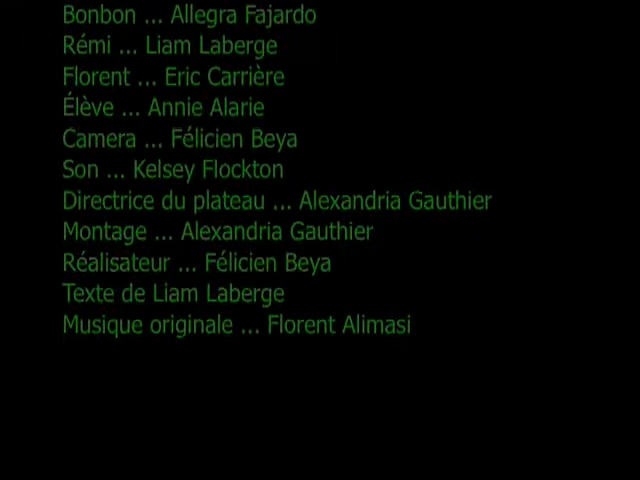 Bonbon ... Allegra Fajardo
Rémi ... Liam Laberge
Florent ... Eric Carrière
Élève ... Annie Alarie
Camera ... Félicien Beya
Son ... Kelsey Flockton
Directrice du plateau ... Alexandria Gauthier
Montage ... Alexandria Gauthier
Réalisateur ... Félicien Beya
Texte de Liam Laberge
Musique originale ... Florent Alimasi